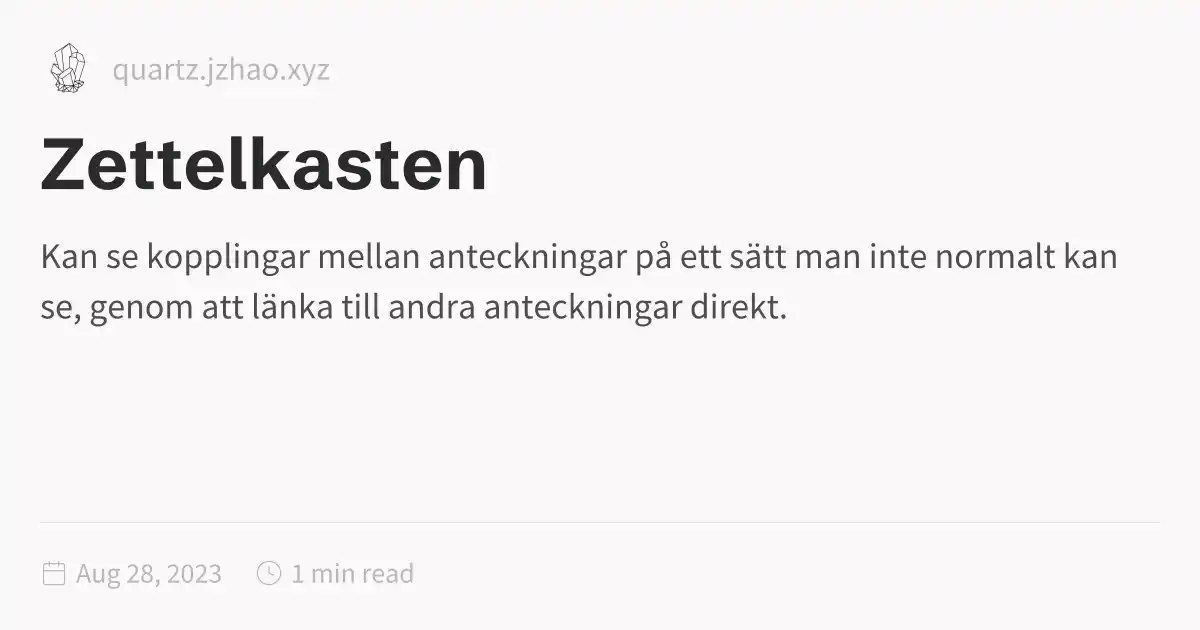 quartz.jzhao.xyz
Zettelkasten
Kan se kopplingar mellan anteckningar på ett sätt man inte normalt kan
se, genom att länka till andra anteckningar direkt.
Aug 28, 2023 1 min read